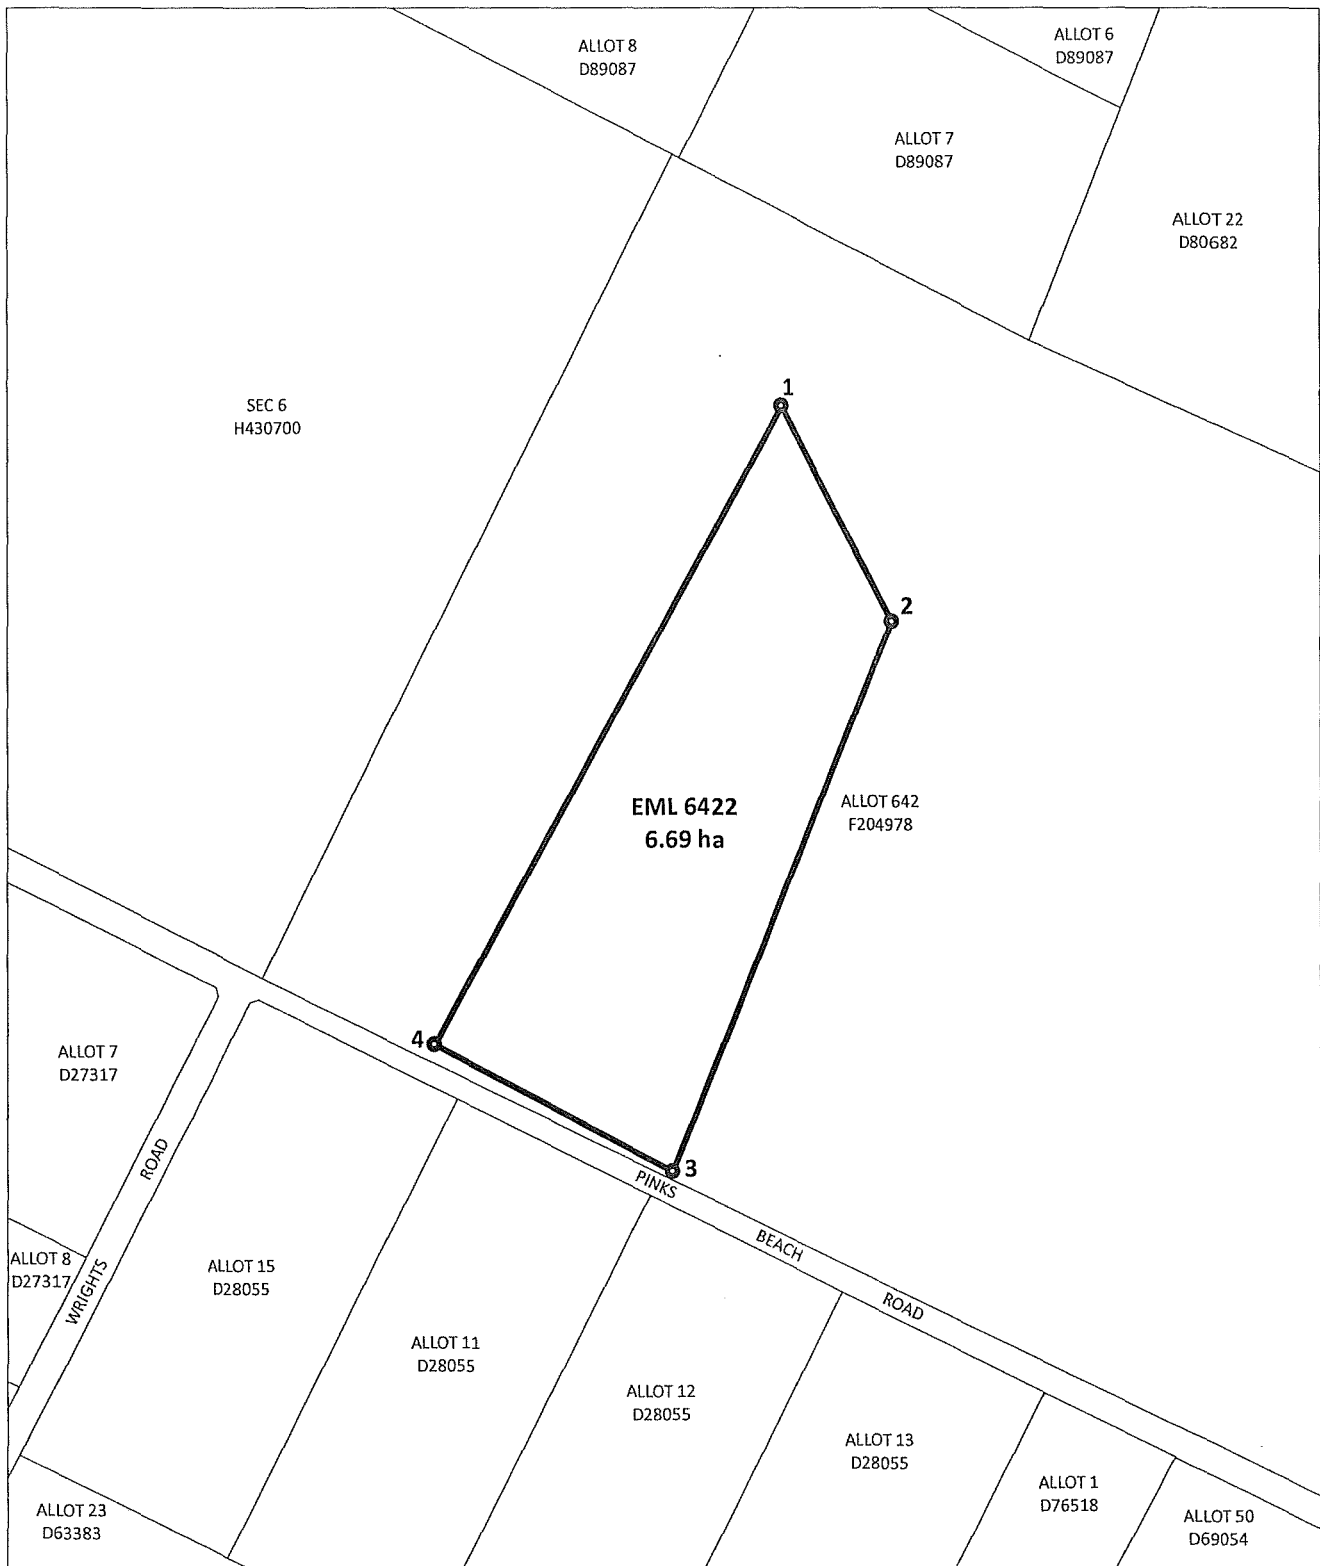 ALLOT 8
D89087
ALLOT 6
D89087
ALLOT 7
D89087
ALLOT 22
D80682
SEC 6
H430700
1
2
EML 6422
6.69 ha
ALLOT 642
F204978
4
3
ALLOT 7
D27317
ROAD
WRIGHTS
PINKS
BEACH
ROAD
ALLOT 8
D27317
ALLOT 15
D28055
ALLOT 11
D28055
ALLOT 12
D28055
ALLOT 13
D28055
ALLOT 1
D76518
ALLOT 50
D69054
ALLOT 23
D63383